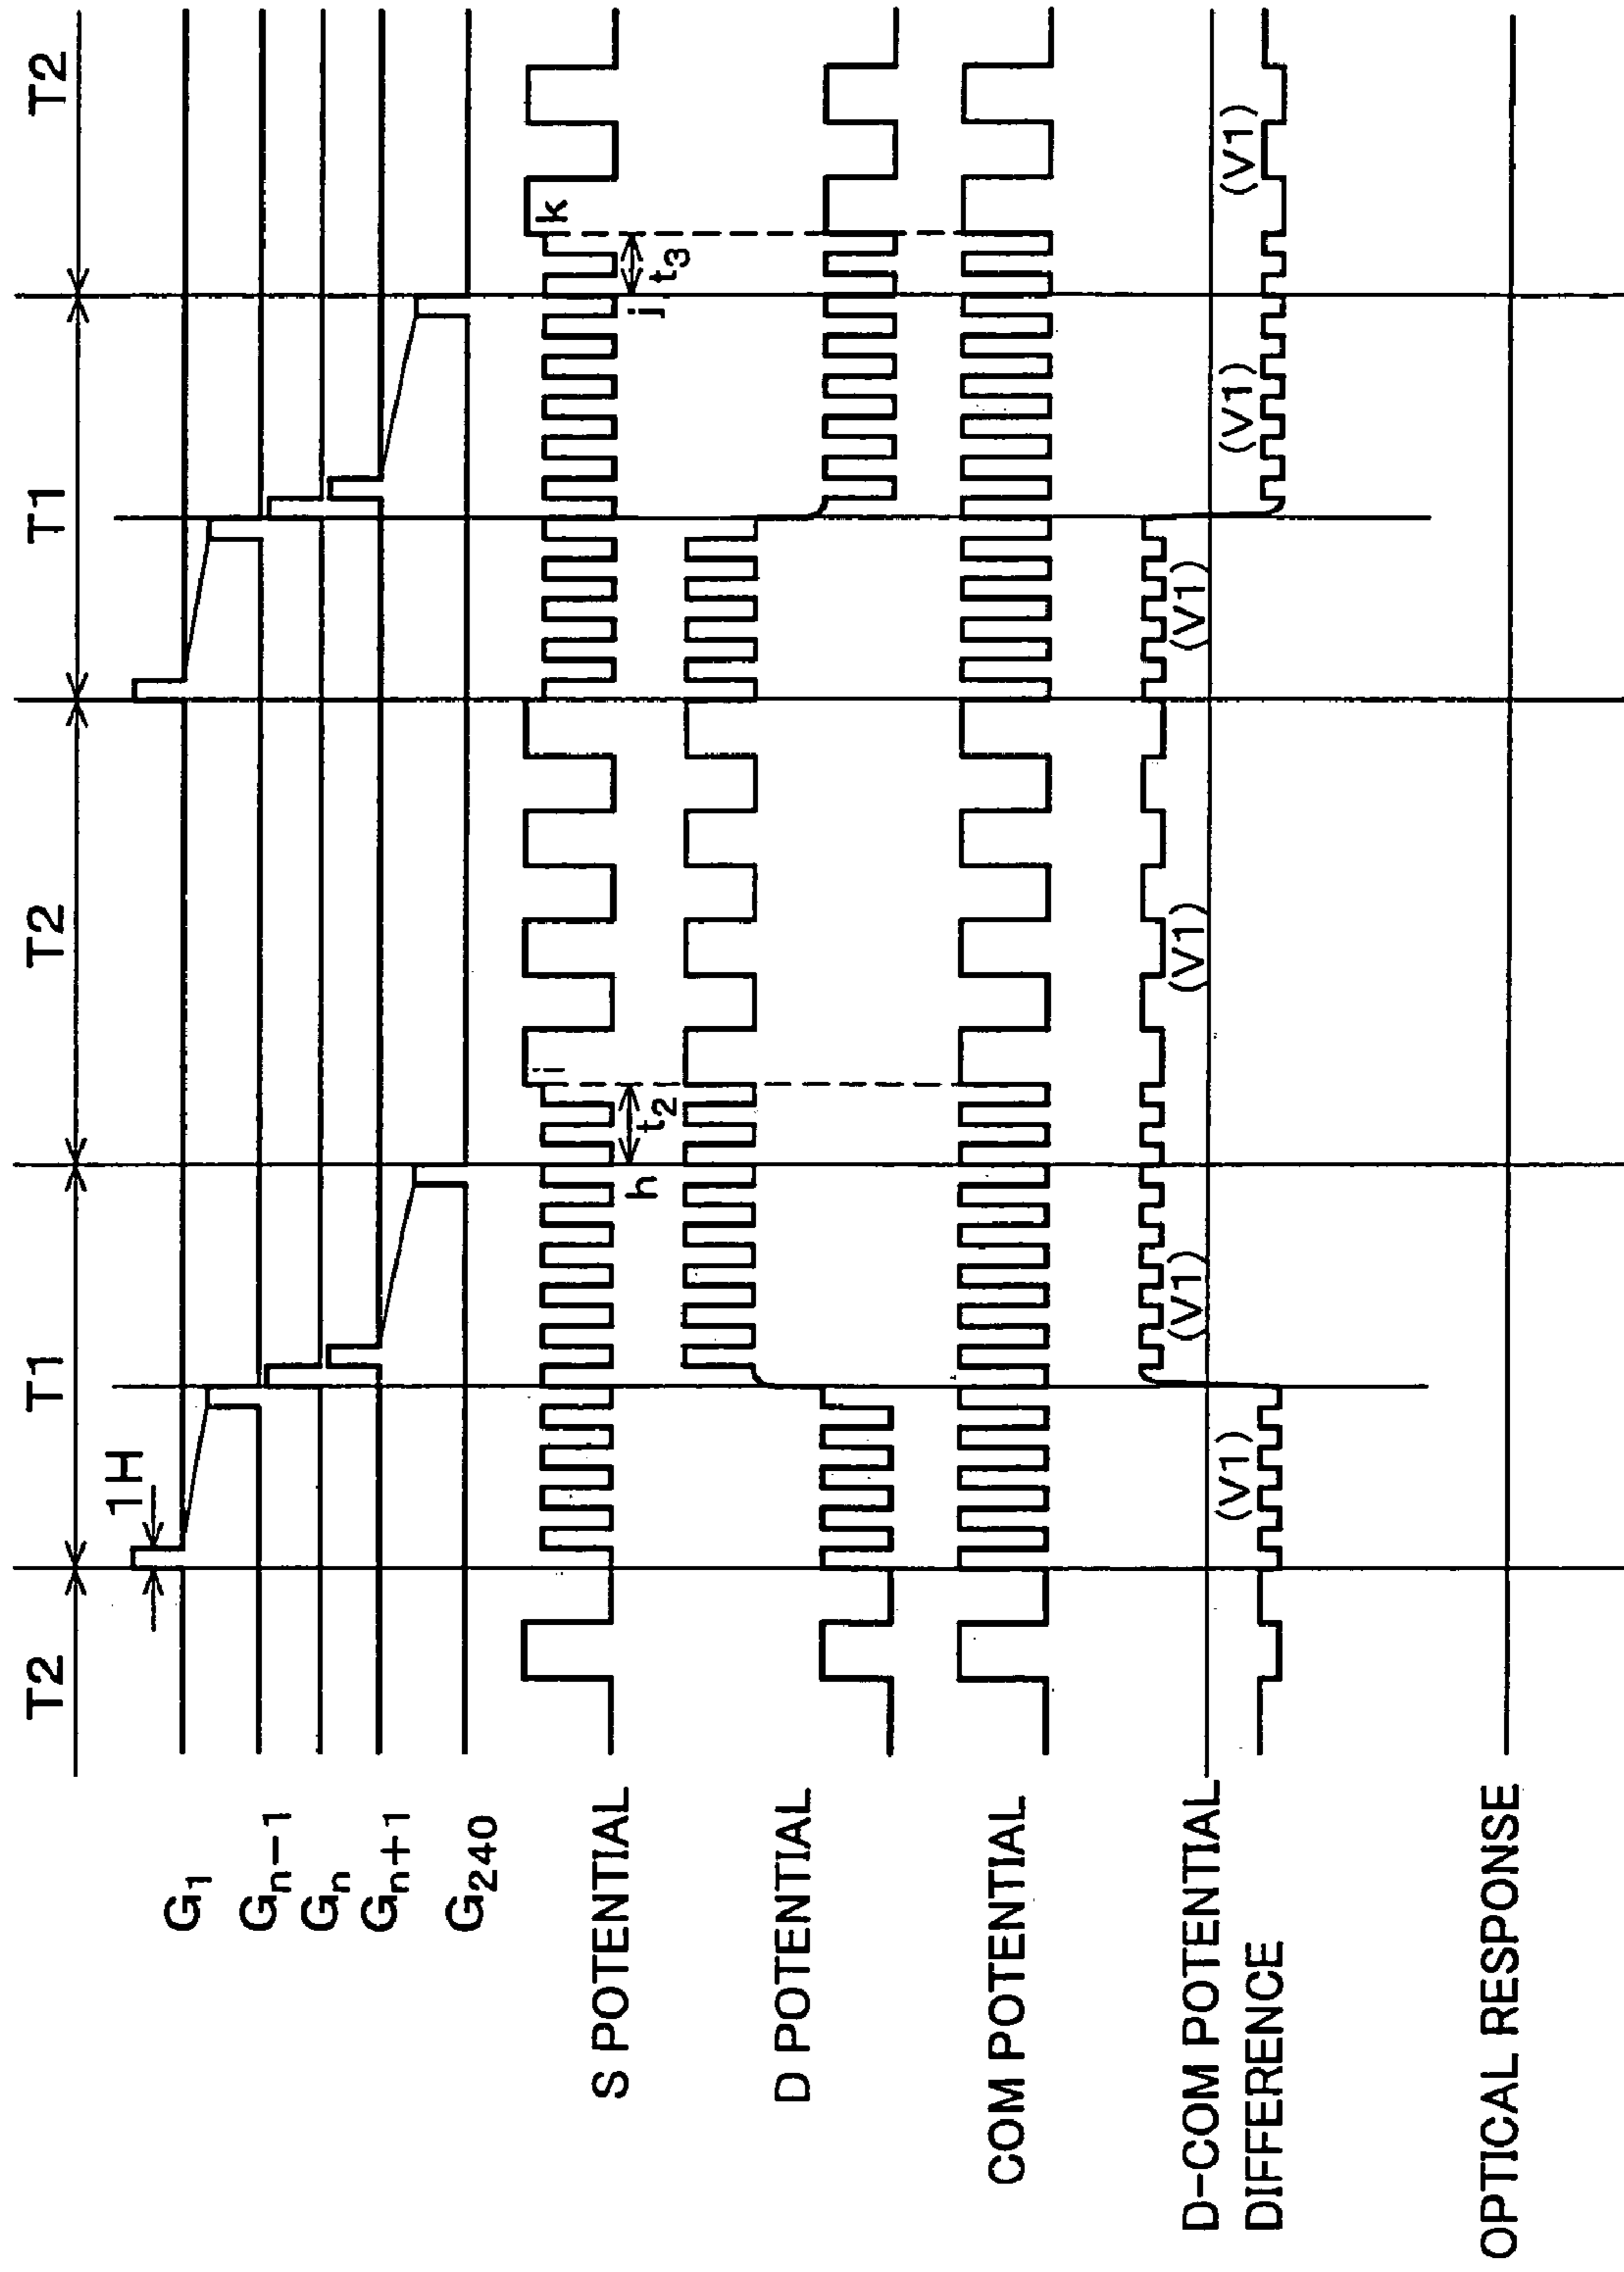 T2 T1 T2 T1 T2
1H
G1
Gn-1
Gn
Gn+1
G240
S POTENTIAL
h t2 i j t3 k
D POTENTIAL
COM POTENTIAL
D-COM POTENTIAL
DIFFERENCE
(V1) (V1) (V1) (V1) (V1) (V1)
OPTICAL RESPONSE